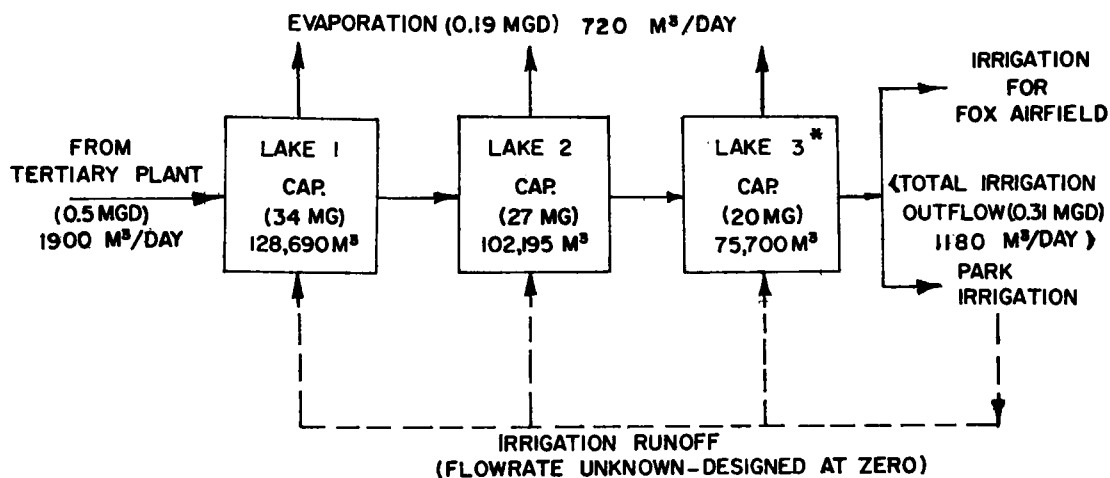 EVAPORATION (0.19 MGD) 720 M³/DAY
FROM
TERTIARY PLANT
(0.5 MGD)
1900 M³/DAY
LAKE 1
CAP.
(34 MG)
128,690 M³
LAKE 2
CAP.
(27 MG)
102,195 M³
LAKE 3*
CAP.
(20 MG)
75,700 M³
IRRIGATION
FOR
FOX AIRFIELD
(TOTAL IRRIGATION
OUTFLOW (0.31 MGD)
1180 M³/DAY)
PARK
IRRIGATION
IRRIGATION RUNOFF
(FLOWRATE UNKNOWN-DESIGNED AT ZERO)